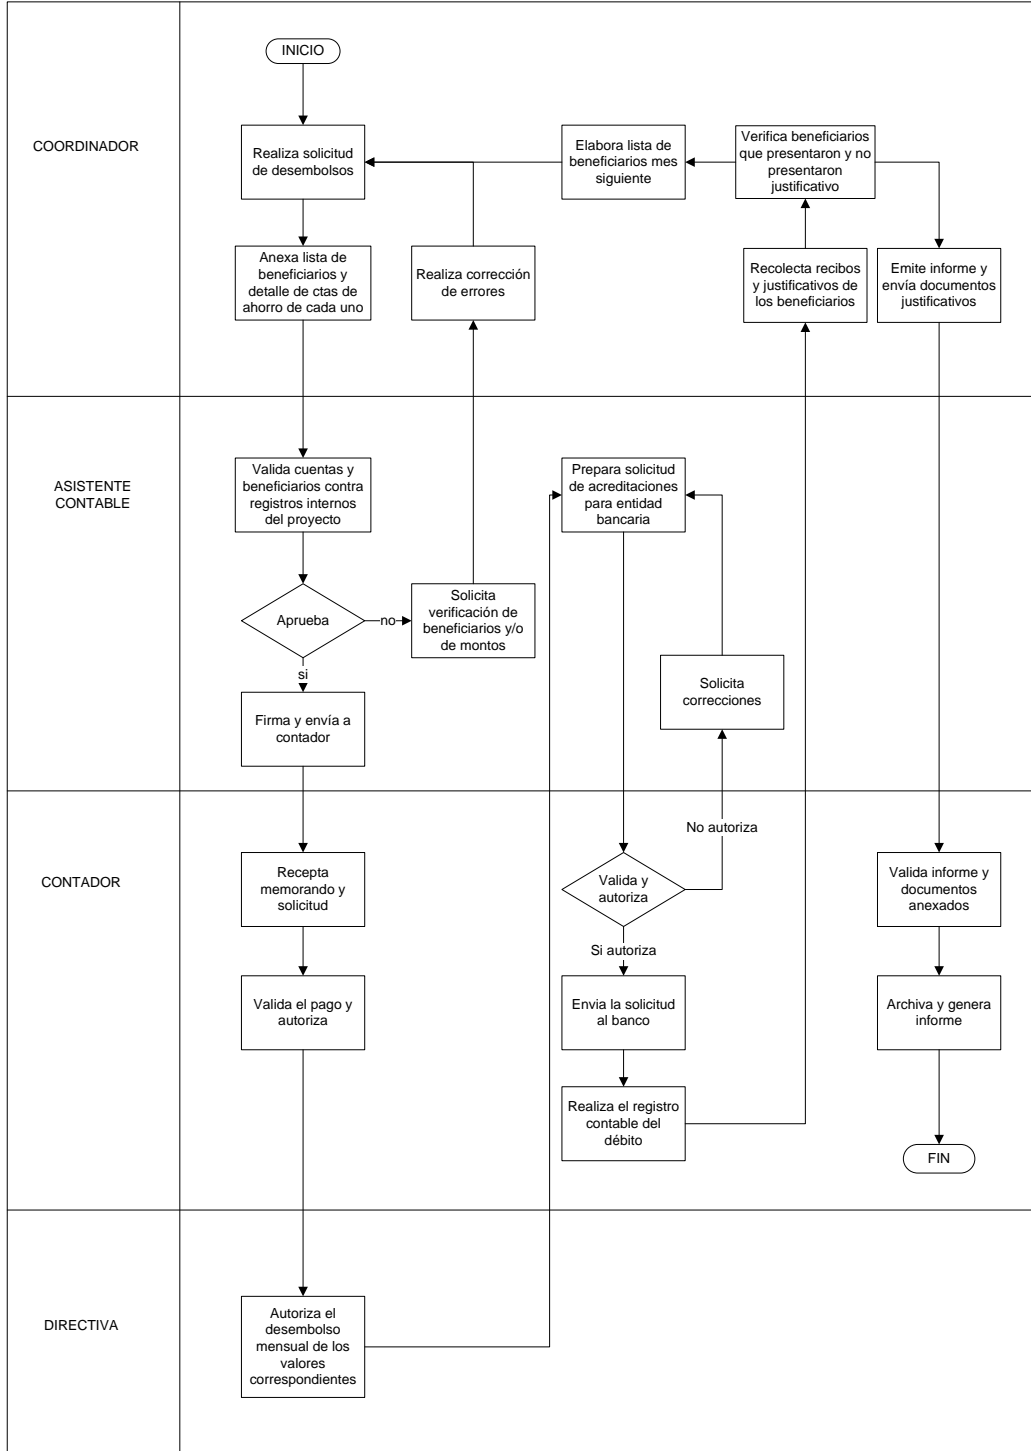 INICIO
COORDINADOR
Realiza solicitud
de desembolsos
Elabora lista de
beneficiarios mes
siguiente
Verifica beneficiarios
que presentaron y no
presentaron
justificativo
Anexa lista de
beneficiarios y
detalle de ctas de
ahorro de cada uno
Realiza corrección
de errores
Recolecta recibos
y justificativos de
los beneficiarios
Emite informe y
envía documentos
justificativos
ASISTENTE
CONTABLE
Valida cuentas y
beneficiarios contra
registros internos
del proyecto
Prepara solicitud
de acreditaciones
para entidad
bancaria
Aprueba
no
Solicita
verificación de
beneficiarios y/o
de montos
si
Firma y envía a
contador
Solicita
correcciones
No autoriza
CONTADOR
Recepta
memorando y
solicitud
Valida y
autoriza
Valida informe y
documentos
anexados
Si autoriza
Valida el pago y
autoriza
Envia la solicitud
al banco
Archiva y genera
informe
Realiza el registro
contable del
débito
FIN
DIRECTIVA
Autoriza el
desembolso
mensual de los
valores
correspondientes